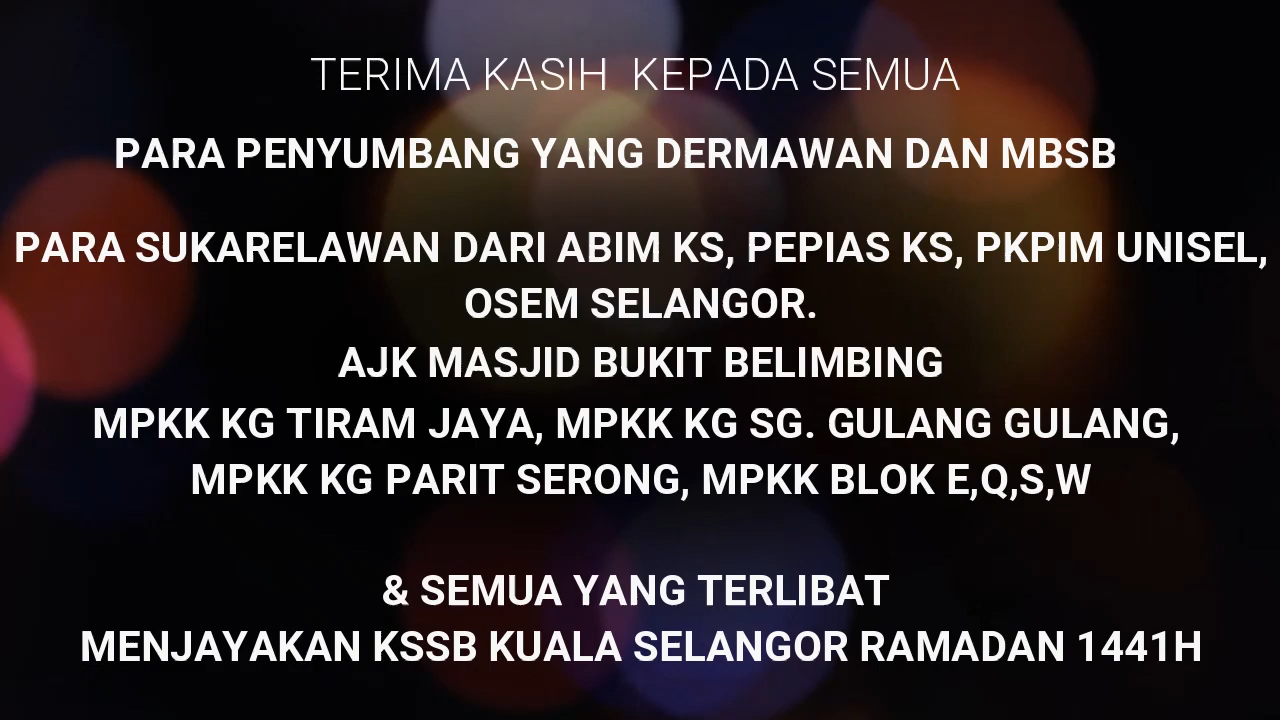 TERIMA KASIH KEPADA SEMUA
PARA PENYUMBANG YANG DERMAWAN DAN MBSB
PARA SUKARELAWAN DARI ABIM KS, PEPIAS KS, PKPIM UNISEL,
OSEM SELANGOR.
AJK MASJID BUKIT BELIMBING
MPKK KG TIRAM JAYA, MPKK KG SG. GULANG GULANG,
MPKK KG PARIT SERONG, MPKK BLOK E,Q,S,W
& SEMUA YANG TERLIBAT
MENJAYAKAN KSSB KUALA SELANGOR RAMADAN 1441H